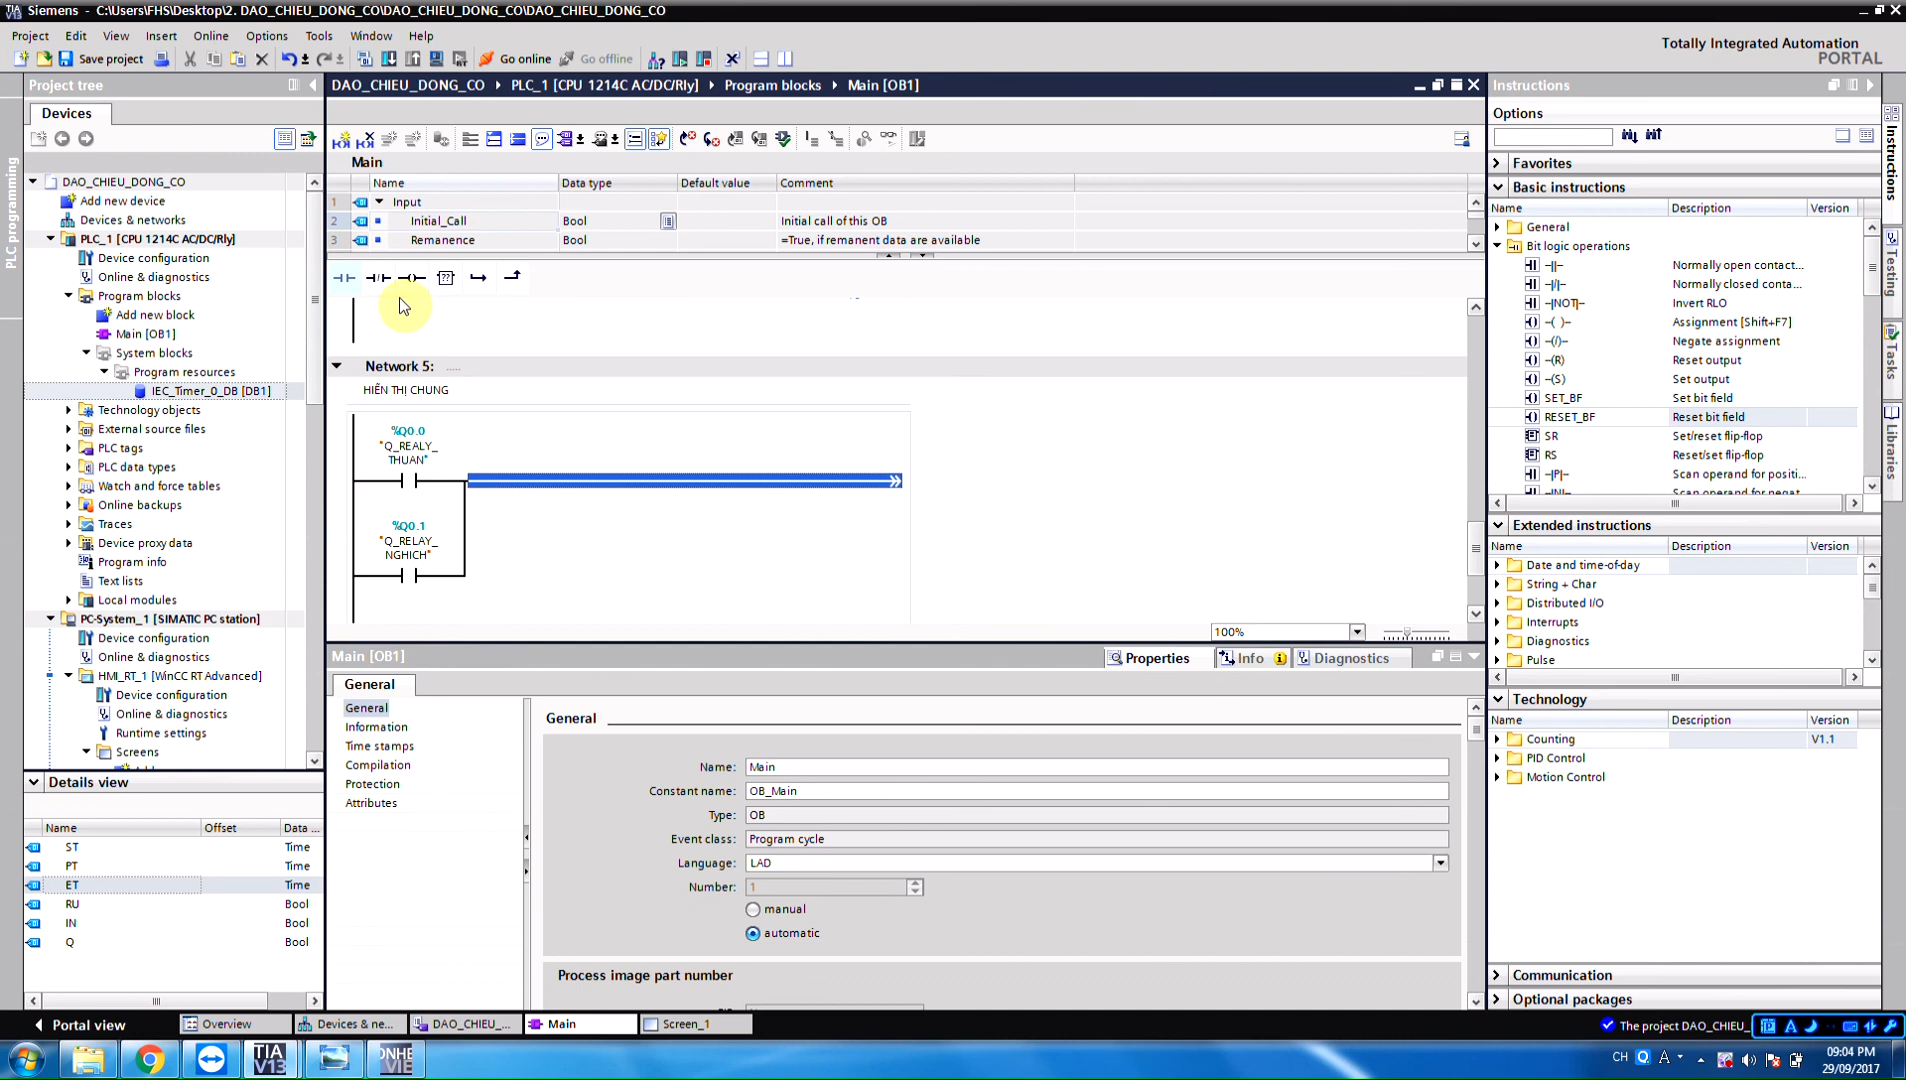 Siemens - C:\Users\FHS\Desktop\2. DAO_CHIEU_DONG_CO\DAO_CHIEU_DONG_CO\DAO_CHIEU_DONG_CO
Project Edit View Insert Online Options Tools Window Help
Totally Integrated Automation
PORTAL
Save project
Go online
Go offline
Project tree
DAO_CHIEU_DONG_CO PLC_1 [CPU 1214C AC/DC/Rly] Program blocks Main [OB1]
Instructions
Devices
Options
PLC programming
DAO_CHIEU_DONG_CO
Add new device
Devices & networks
PLC_1 [CPU 1214C AC/DC/Rly]
Device configuration
Online & diagnostics
Program blocks
Add new block
Main [OB1]
System blocks
Program resources
IEC_Timer_0_DB [DB1]
Technology objects
External source files
PLC tags
PLC data types
Watch and force tables
Online backups
Traces
Device proxy data
Program info
Text lists
Local modules
PC-System_1 [SIMATIC PC station]
Device configuration
Online & diagnostics
HMI_RT_1 [WinCC RT Advanced]
Device configuration
Online & diagnostics
Runtime settings
Screens
Details view
Name Offset Data ...
ST Time
PT Time
ET Time
RU Bool
IN Bool
Q Bool
Main
Name Data type Default value Comment
1 Input
2 Initial_Call Bool Initial call of this OB
3 Remanence Bool =True, if remanent data are available
??
Network 5: .....
HIỂN THỊ CHUNG
%Q0.0
"Q_REALY_
THUAN"
%Q0.1
"Q_RELAY_
NGHICH"
100%
Main [OB1]
Properties
Info
Diagnostics
General
General
Information
Time stamps
Compilation
Protection
Attributes
General
Name: Main
Constant name: OB_Main
Type: OB
Event class: Program cycle
Language: LAD
Number: 1
manual
automatic
Process image part number
Favorites
Basic instructions
Name Description Version
General
Bit logic operations
-||- Normally open contact...
-|/|- Normally closed conta...
-|NOT|- Invert RLO
-( )- Assignment [Shift+F7]
-(/)- Negate assignment
-(R) Reset output
-(S) Set output
SET_BF Set bit field
RESET_BF Reset bit field
SR Set/reset flip-flop
RS Reset/set flip-flop
-|P|- Scan operand for positi...
-|N|- Scan operand for negat...
Extended instructions
Name Description Version
Date and time-of-day
String + Char
Distributed I/O
Interrupts
Diagnostics
Pulse
Technology
Name Description Version
Counting V1.1
PID Control
Motion Control
Communication
Optional packages
Instructions
Testing
Tasks
Libraries
Portal view
Overview
Devices & ne...
DAO_CHIEU_...
Main
Screen_1
The project DAO_CHIEU_
TIA
V13
CH
09:04 PM
29/09/2017